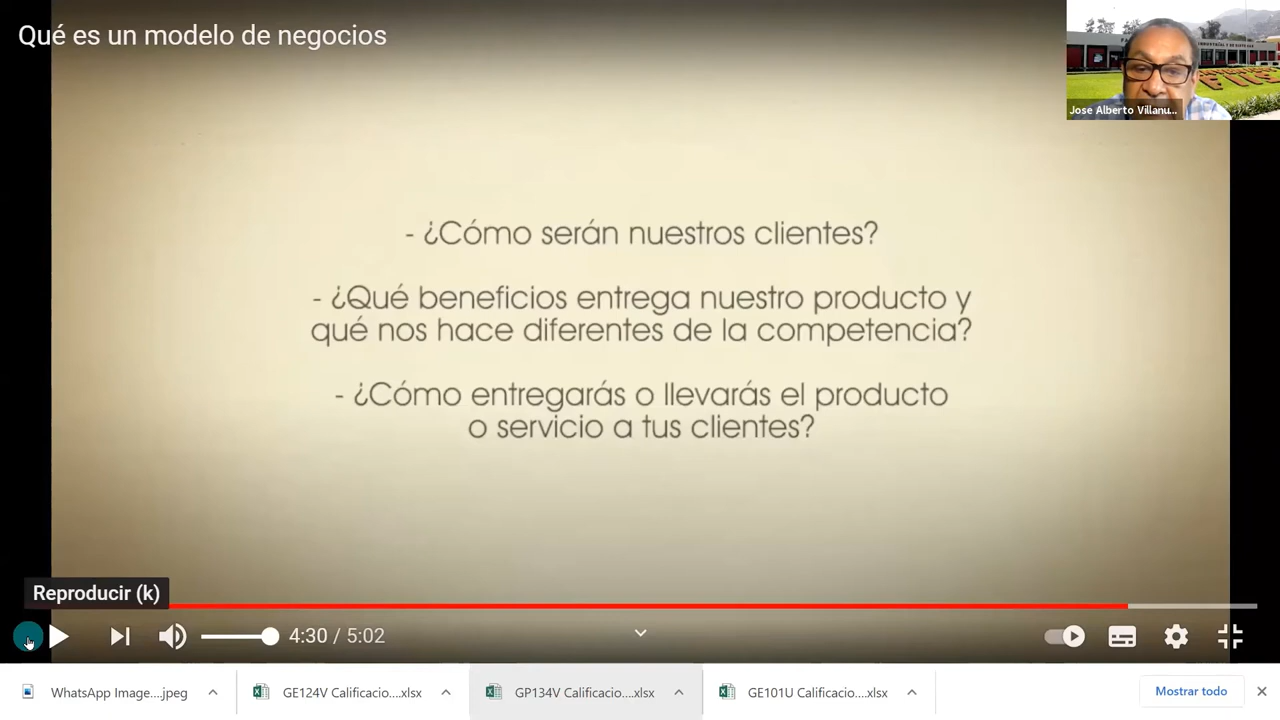 Qué es un modelo de negocios
Jose Alberto Villanu...
- ¿Cómo serán nuestros clientes?
- ¿Qué beneficios entrega nuestro producto y
qué nos hace diferentes de la competencia?
- ¿Cómo entregarás o llevarás el producto
o servicio a tus clientes?
Reproducir (k)
4:30 / 5:02
WhatsApp Image....jpeg
GE124V Calificacio....xlsx
GP134V Calificacio....xlsx
GE101U Calificacio....xlsx
Mostrar todo